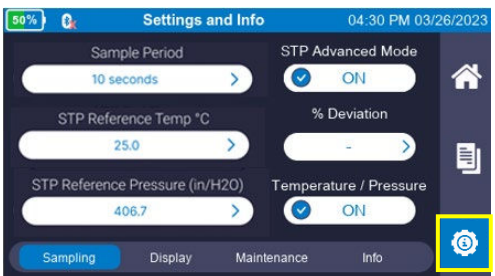 50% Settings and Info 04:30 PM 03/26/2023
Sample Period
10 seconds
STP Advanced Mode
ON
STP Reference Temp °C
25.0
% Deviation
-
STP Reference Pressure (in/H2O)
406.7
Temperature / Pressure
ON
Sampling Display Maintenance Info